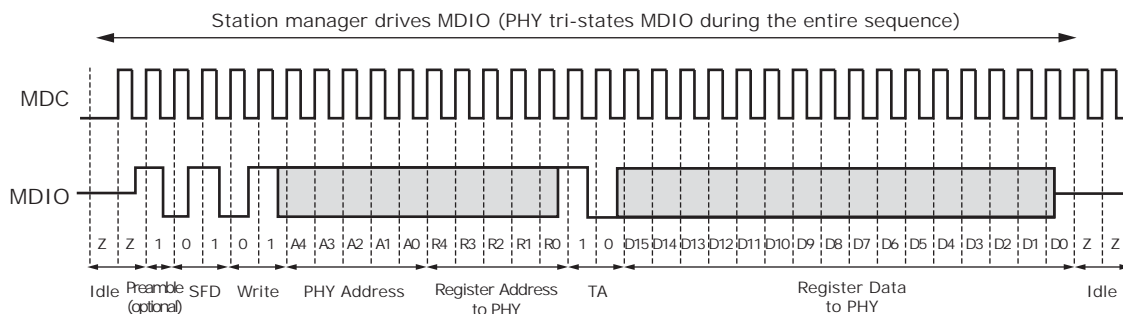 Station manager drives MDIO (PHY tri-states MDIO during the entire sequence)
MDC
MDIO
Z Z 1 0 1 0 1 A4 A3 A2 A1 A0 R4 R3 R2 R1 R0 1 0 D15 D14 D13 D12 D11 D10 D9 D8 D7 D6 D5 D4 D3 D2 D1 D0 Z Z
Idle Preamble SFD Write PHY Address Register Address TA Register Data Idle
(optional) to PHY to PHY